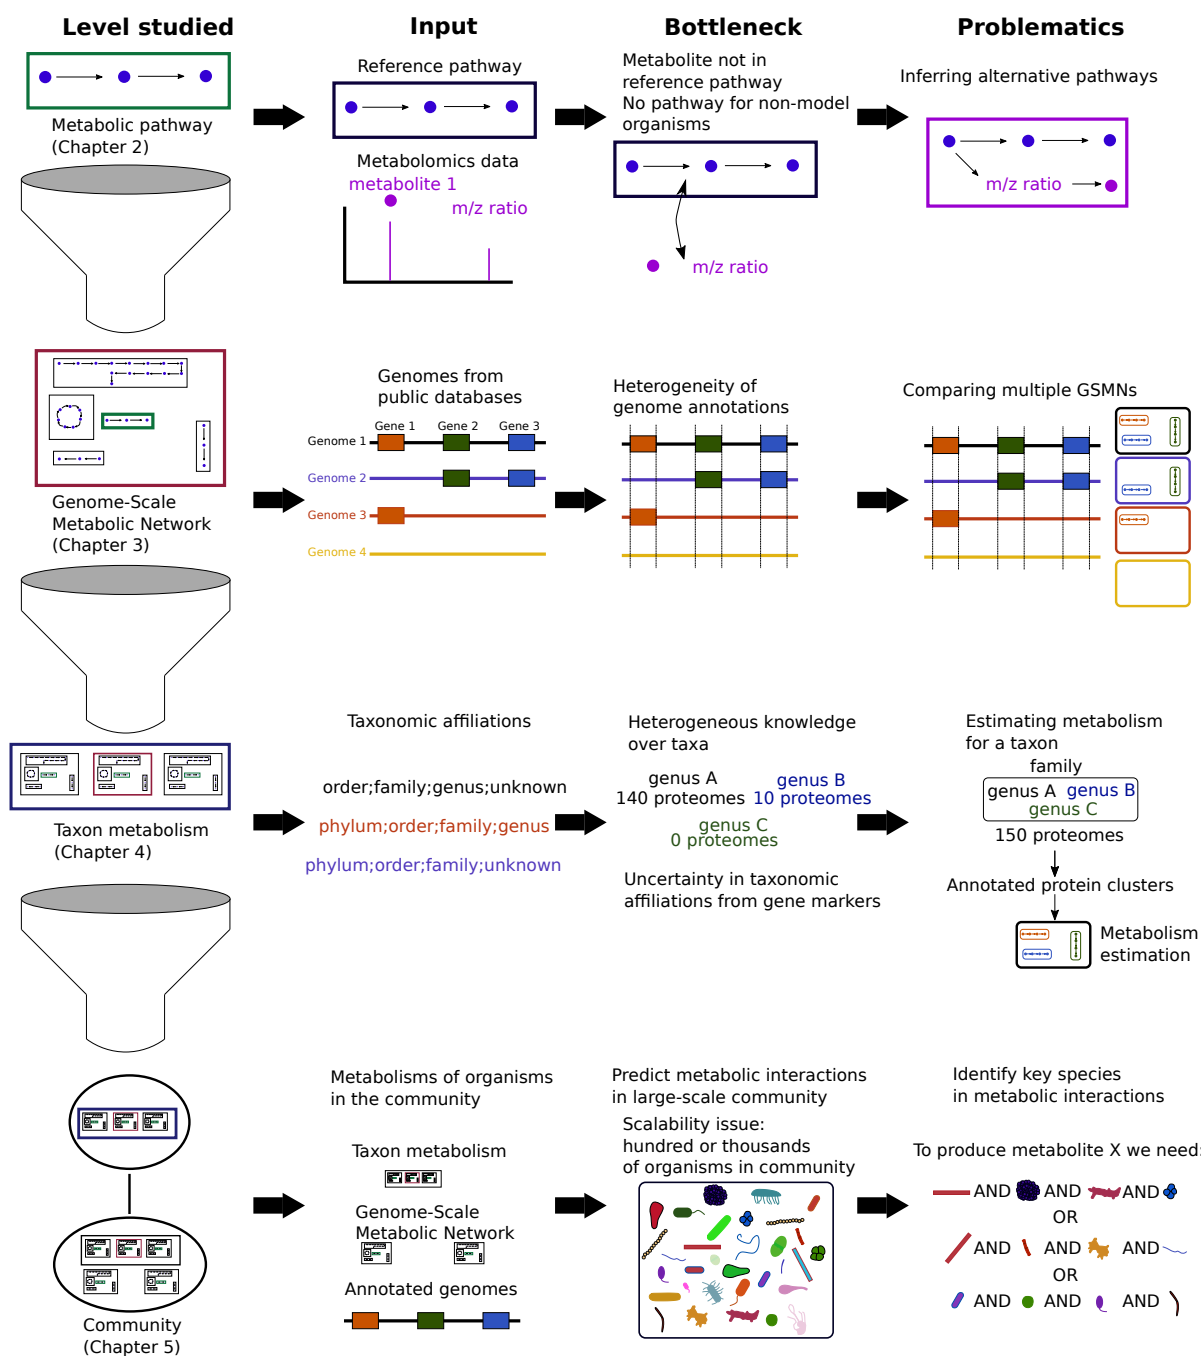 Level studied
Input
Bottleneck
Problematics
Metabolic pathway
(Chapter 2)
Reference pathway
Metabolomics data
metabolite 1
m/z ratio
Metabolite not in
reference pathway
No pathway for non-model
organisms
m/z ratio
Inferring alternative pathways
m/z ratio
Genome-Scale
Metabolic Network
(Chapter 3)
Genomes from
public databases
Gene 1
Gene 2
Gene 3
Genome 1
Genome 2
Genome 3
Genome 4
Heterogeneity of
genome annotations
Comparing multiple GSMNs
Taxon metabolism
(Chapter 4)
Taxonomic affiliations
order;family;genus;unknown
phylum;order;family;genus
phylum;order;family;unknown
Heterogeneous knowledge
over taxa
genus A
140 proteomes
genus B
10 proteomes
genus C
0 proteomes
Uncertainty in taxonomic
affiliations from gene markers
Estimating metabolism
for a taxon
family
genus A genus B
genus C
150 proteomes
Annotated protein clusters
Metabolism
estimation
Community
(Chapter 5)
Metabolisms of organisms
in the community
Taxon metabolism
Genome-Scale
Metabolic Network
Annotated genomes
Predict metabolic interactions
in large-scale community
Scalability issue:
hundred or thousands
of organisms in community
Identify key species
in metabolic interactions
To produce metabolite X we need:
AND AND AND
OR
AND AND AND
OR
AND AND AND